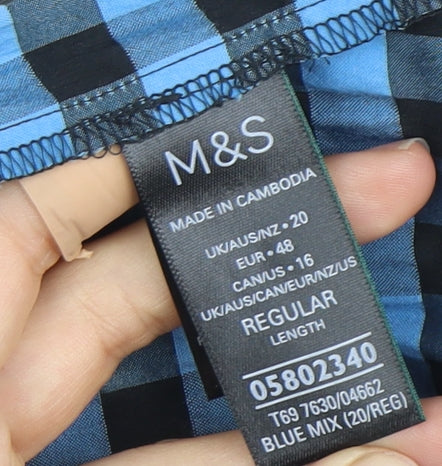 M&S
MADE IN CAMBODIA
UK/AUS/NZ • 20
EUR • 48
CAN/US • 16
UK/AUS/CAN/EUR/NZ/US
REGULAR
LENGTH
05802340
T69 7630/04662
BLUE MIX (20/REG)